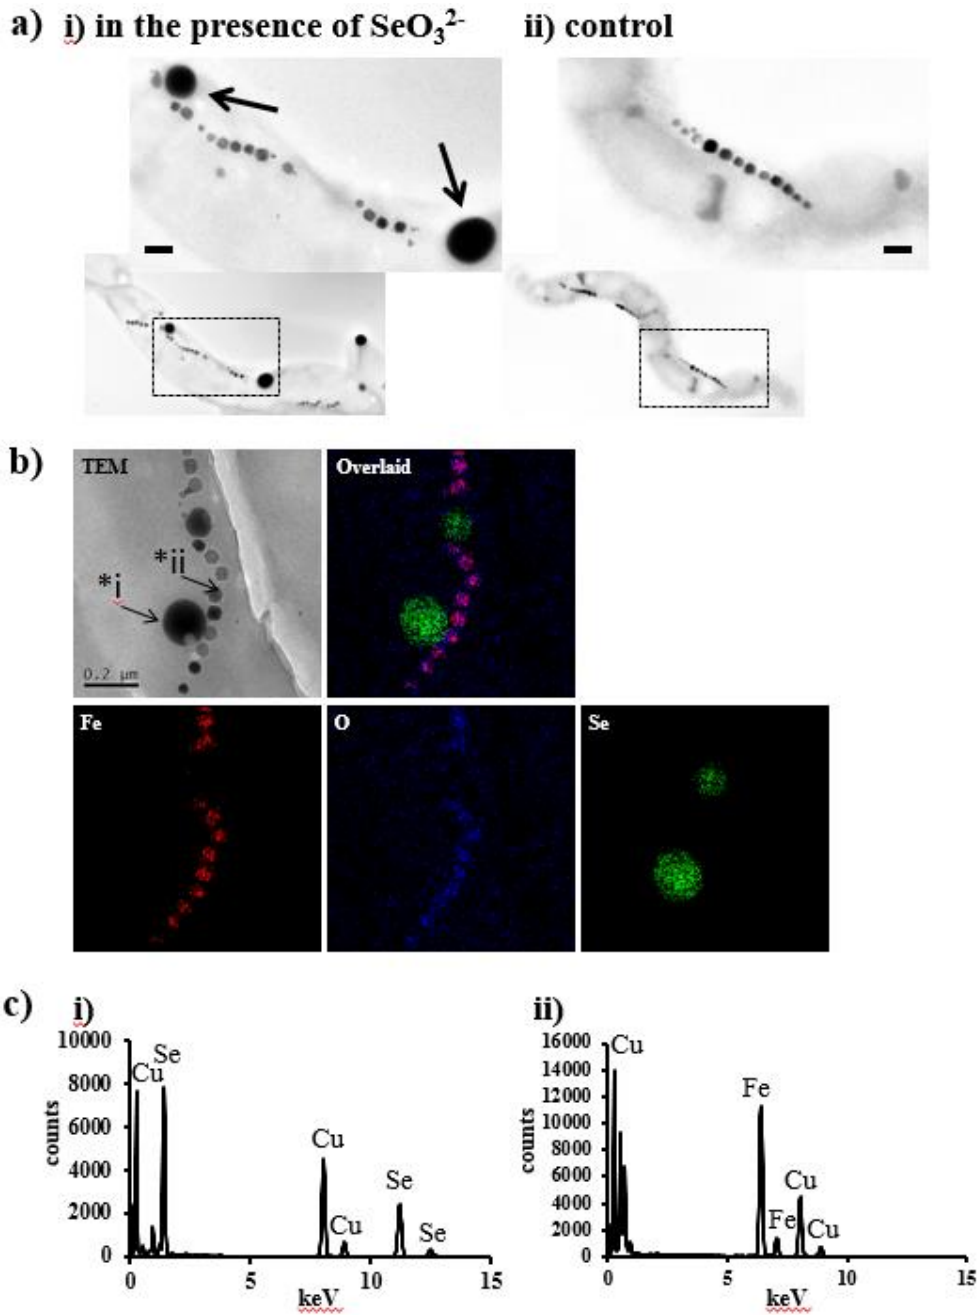 a) i) in the presence of SeO₃²⁻ ii) control
b) TEM Overlaid
*ii
*i
0.2 μm
Fe O Se
c) i) ii)
10000
8000
6000
4000
2000
0
counts
Cu
Se
Cu
Cu
Se
Se
0 5 10 15
keV
16000
14000
12000
10000
8000
6000
4000
2000
0
counts
Cu
Fe
Fe
Cu
Cu
0 5 10 15
keV